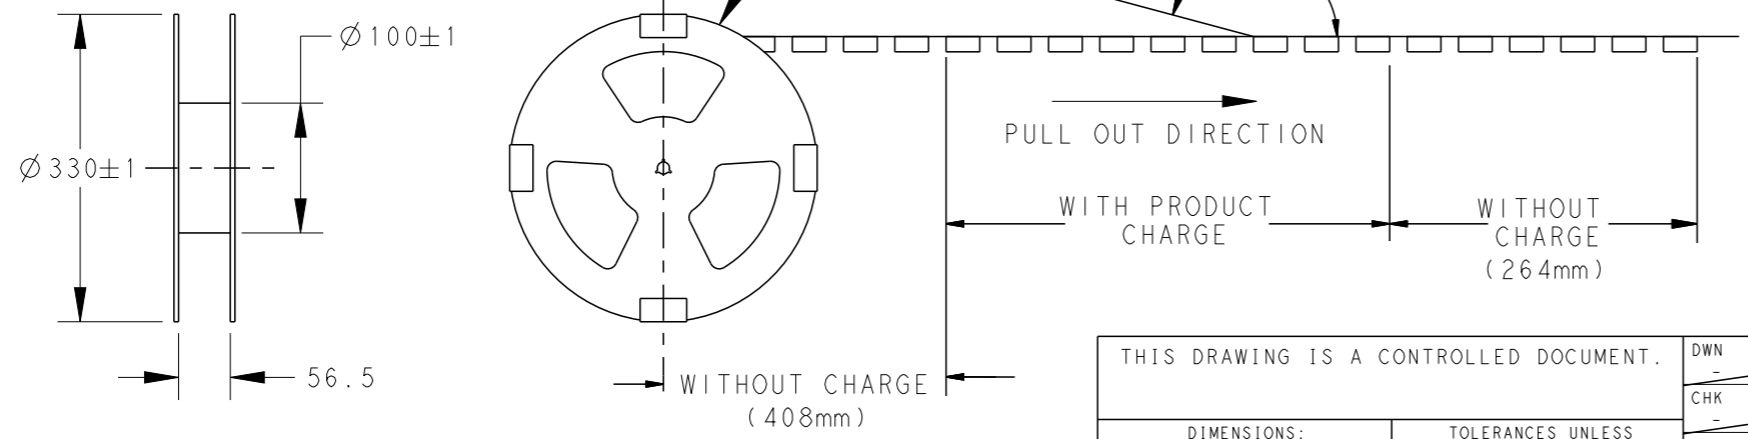 Ø100±1
Ø330±1
56.5
PULL OUT DIRECTION
WITH PRODUCT
CHARGE
WITHOUT
CHARGE
(264mm)
WITHOUT CHARGE
(408mm)
THIS DRAWING IS A CONTROLLED DOCUMENT.
DWN
-
CHK
-
DIMENSIONS:
TOLERANCES UNLESS